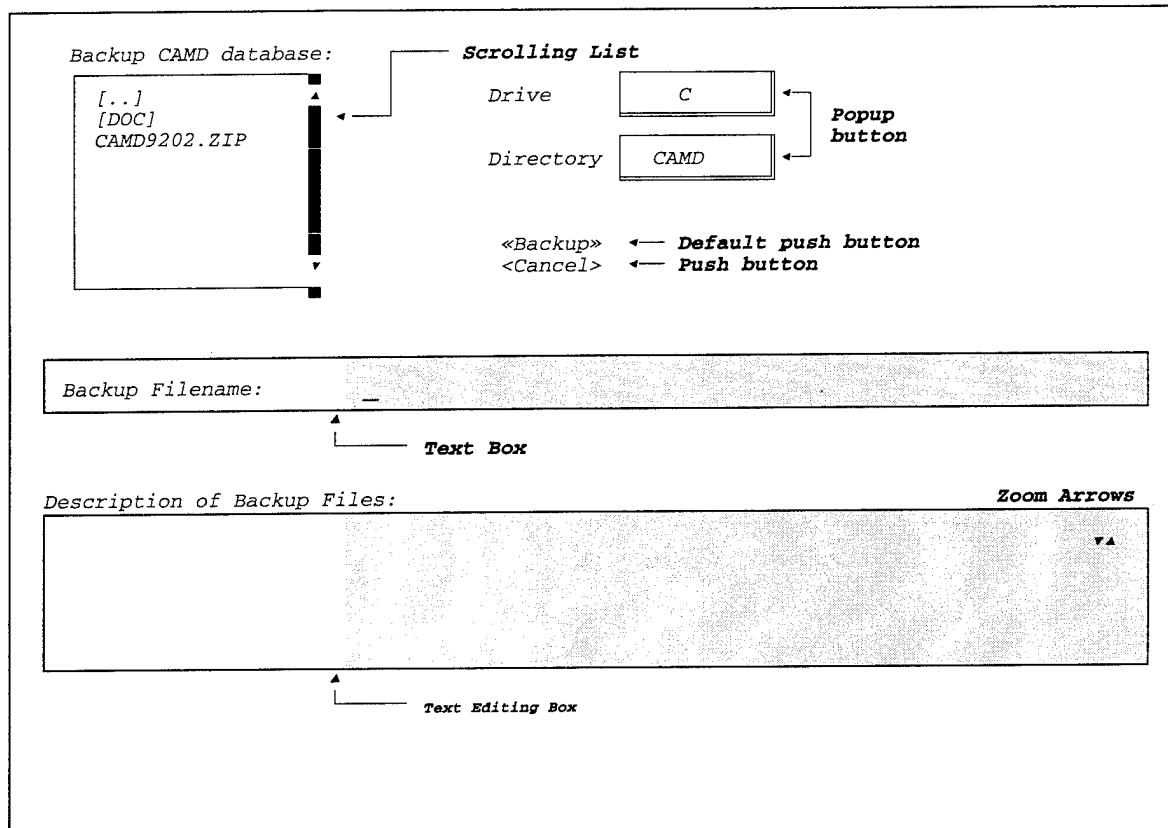 Backup CAMD database:
Scrolling List
[..]
[DOC]
CAMD9202.ZIP
Drive
C
Popup
button
Directory
CAMD
«Backup»
Default push button
<Cancel>
Push button
Backup Filename:
Text Box
Description of Backup Files:
Zoom Arrows
Text Editing Box